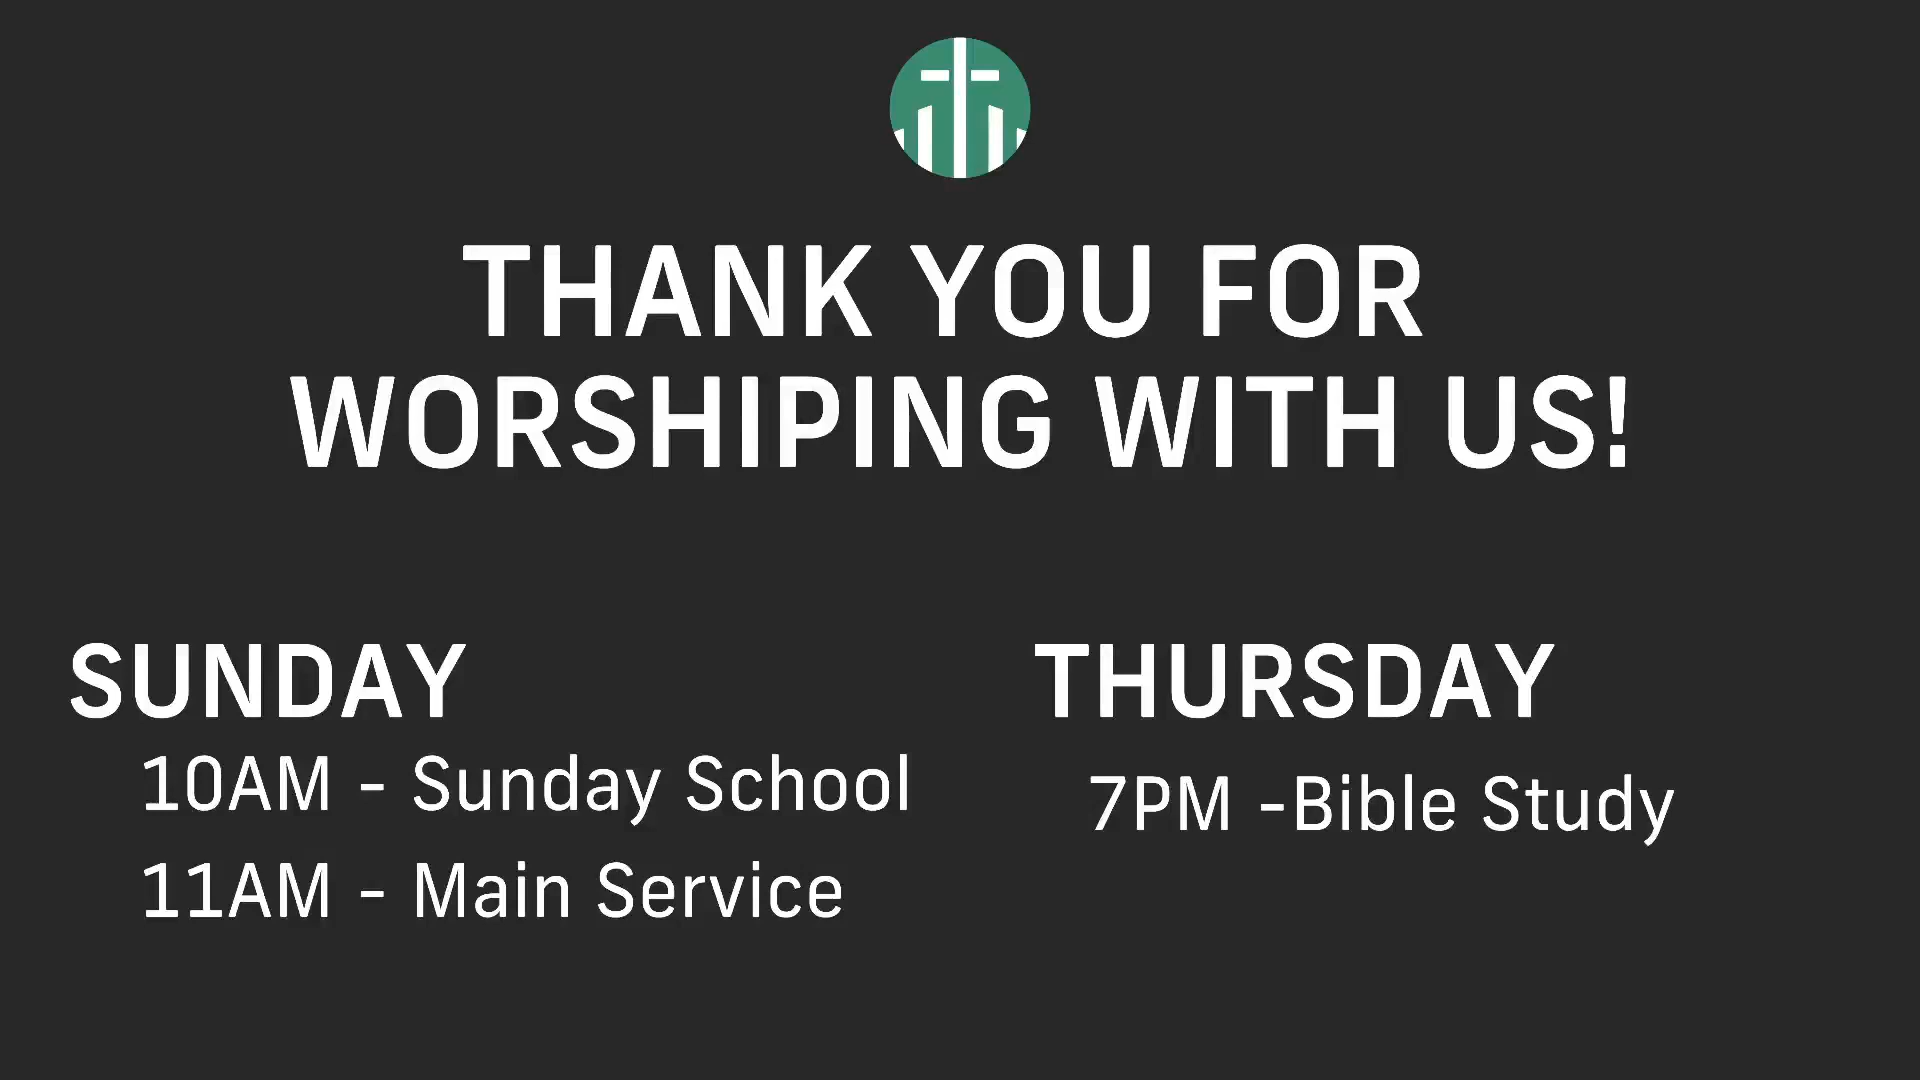 THANK YOU FOR
WORSHIPING WITH US!
SUNDAY
10AM - Sunday School
11AM - Main Service
THURSDAY
7PM -Bible Study